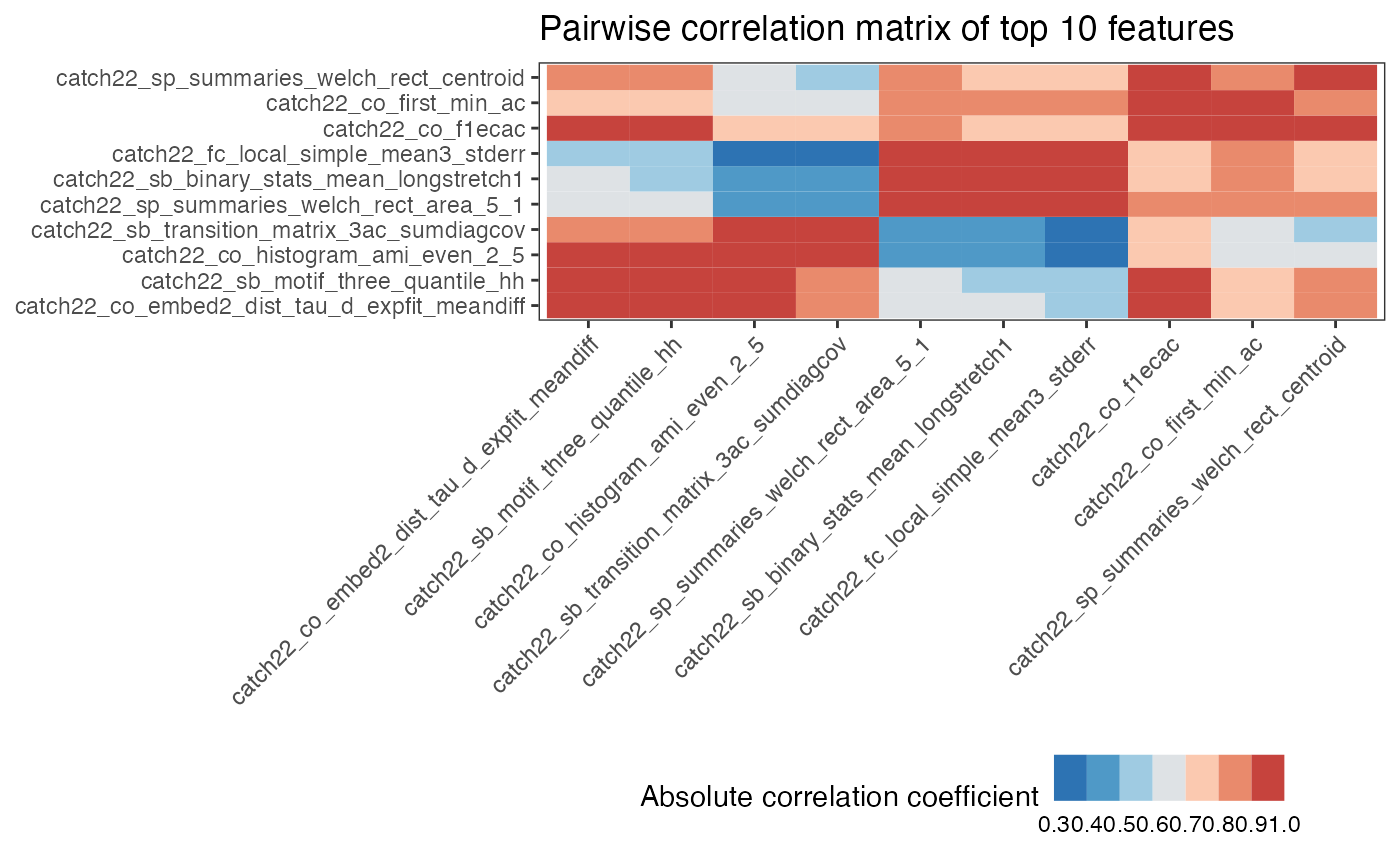 Pairwise correlation matrix of top 10 features
catch22_sp_summaries_welch_rect_centroid
catch22_co_first_min_ac
catch22_co_f1ecac
catch22_fc_local_simple_mean3_stderr
catch22_sb_binary_stats_mean_longstretch1
catch22_sp_summaries_welch_rect_area_5_1
catch22_sb_transition_matrix_3ac_sumdiagcov
catch22_co_histogram_ami_even_2_5
catch22_sb_motif_three_quantile_hh
catch22_co_embed2_dist_tau_d_expfit_meandiff
catch22_co_embed2_dist_tau_d_expfit_meandiff
catch22_sb_motif_three_quantile_hh
catch22_co_histogram_ami_even_2_5
catch22_sb_transition_matrix_3ac_sumdiagcov
catch22_sp_summaries_welch_rect_area_5_1
catch22_sb_binary_stats_mean_longstretch1
catch22_fc_local_simple_mean3_stderr
catch22_co_f1ecac
catch22_co_first_min_ac
catch22_sp_summaries_welch_rect_centroid
Absolute correlation coefficient
0.30.40.50.60.70.80.91.0